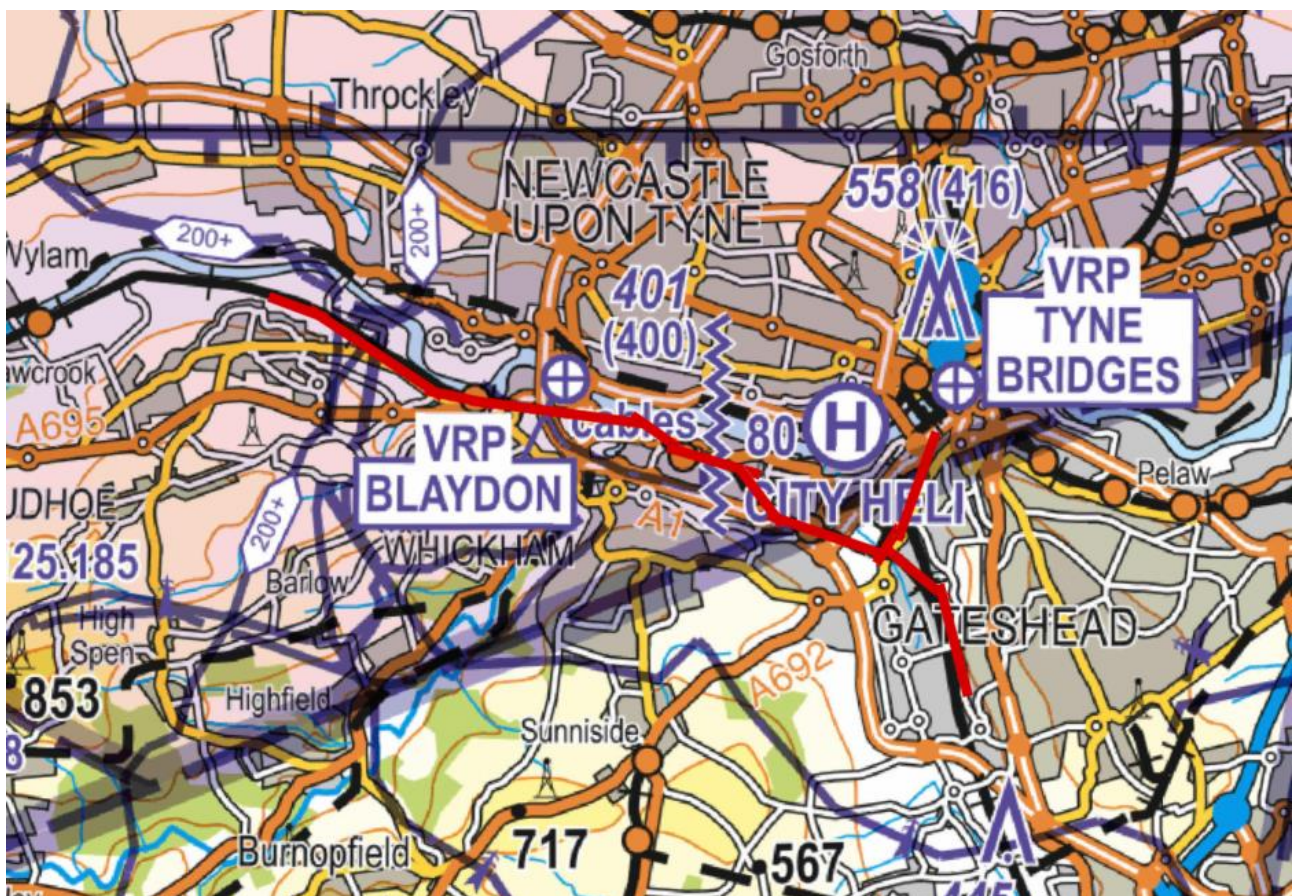 Gosforth
Throckley
NEWCASTLE
UPON TYNE
558 (416)
200+
200+
Wylam
401
(400)
VRP
TYNE
BRIDGES
awcrook
A695
cables
80
H
VRP
BLAYDON
CITY HELI
Pelaw
A1
UDHOE
200+
25.185
WHICKHAM
Barlow
High
Spen
GATESHEAD
853
Highfield
A692
Sunniside
8
717
567
Burnopfield